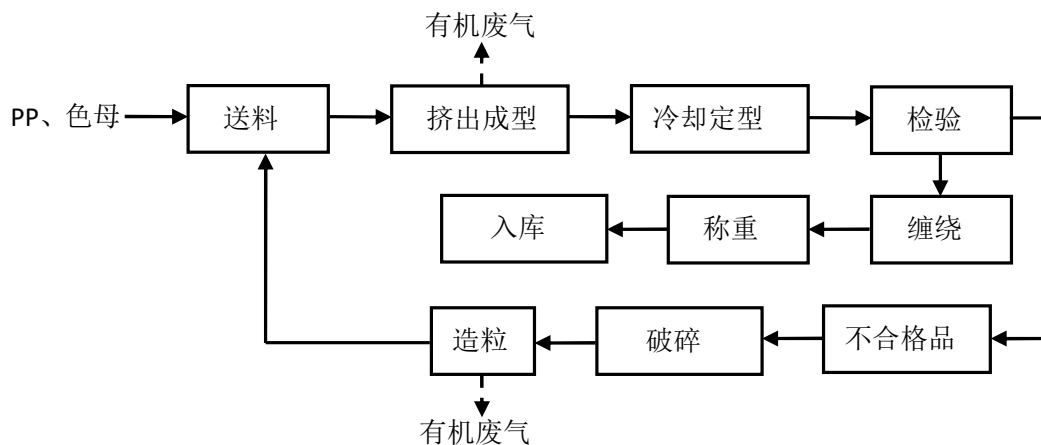 有机废气
PP、色母
送料
挤出成型
冷却定型
检验
入库
称重
缠绕
造粒
破碎
不合格品
有机废气